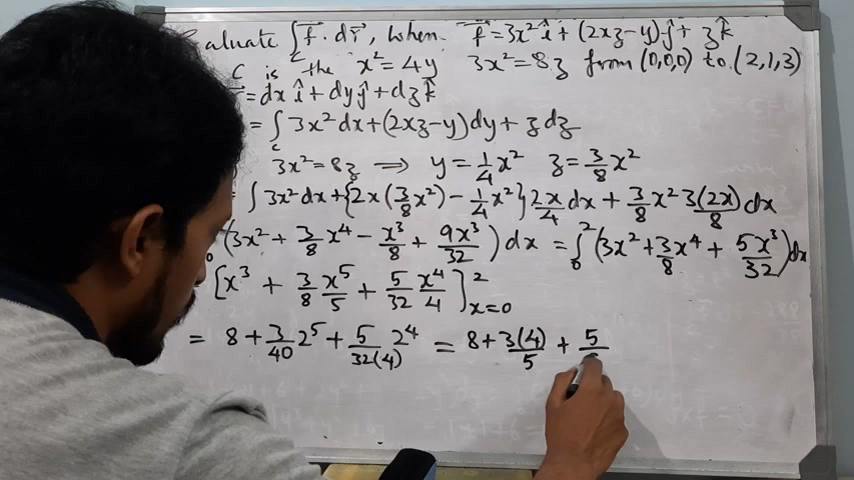 aluate ∫_c f⃗ . dr⃗, when f⃗ = 3x² î + (2xz-y) ĵ + z k̂
C is the x² = 4y 3x² = 8z from (0,0,0) to (2,1,3)
= dx î + dy ĵ + dz k̂
= ∫_c 3x² dx + (2xz-y) dy + z dz
3x² = 8z ⟹ y = 1/4 x² z = 3/8 x²
= ∫ 3x² dx + {2x(3/8 x²) - 1/4 x²} 2x/4 dx + 3/8 x² 3(2x)/8 dx
(3x² + 3/8 x⁴ - x³/8 + 9x³/32) dx = ∫₀² (3x² + 3/8 x⁴ + 5x³/32) dx
[x³ + 3/8 x⁵/5 + 5/32 x⁴/4]²_{x=0}
= 8 + 3/40 2⁵ + 5/32(4) 2⁴ = 8 + 3(4)/5 + 5